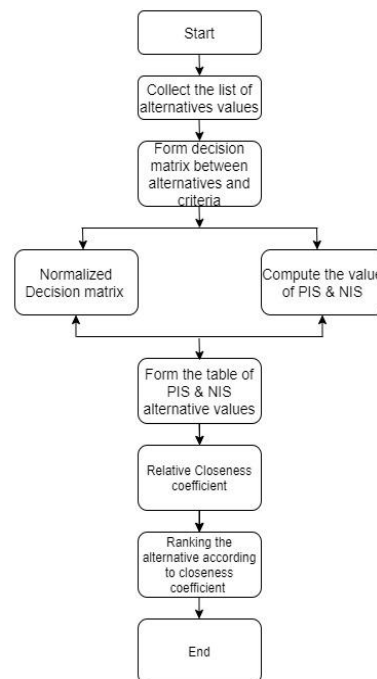 Start
Collect the list of
alternatives values
Form decision
matrix between
alternatives and
criteria
Normalized
Decision matrix
Compute the value
of PIS & NIS
Form the table of
PIS & NIS
alternative values
Relative Closeness
coefficient
Ranking the
alternative according
to closeness
coefficient
End